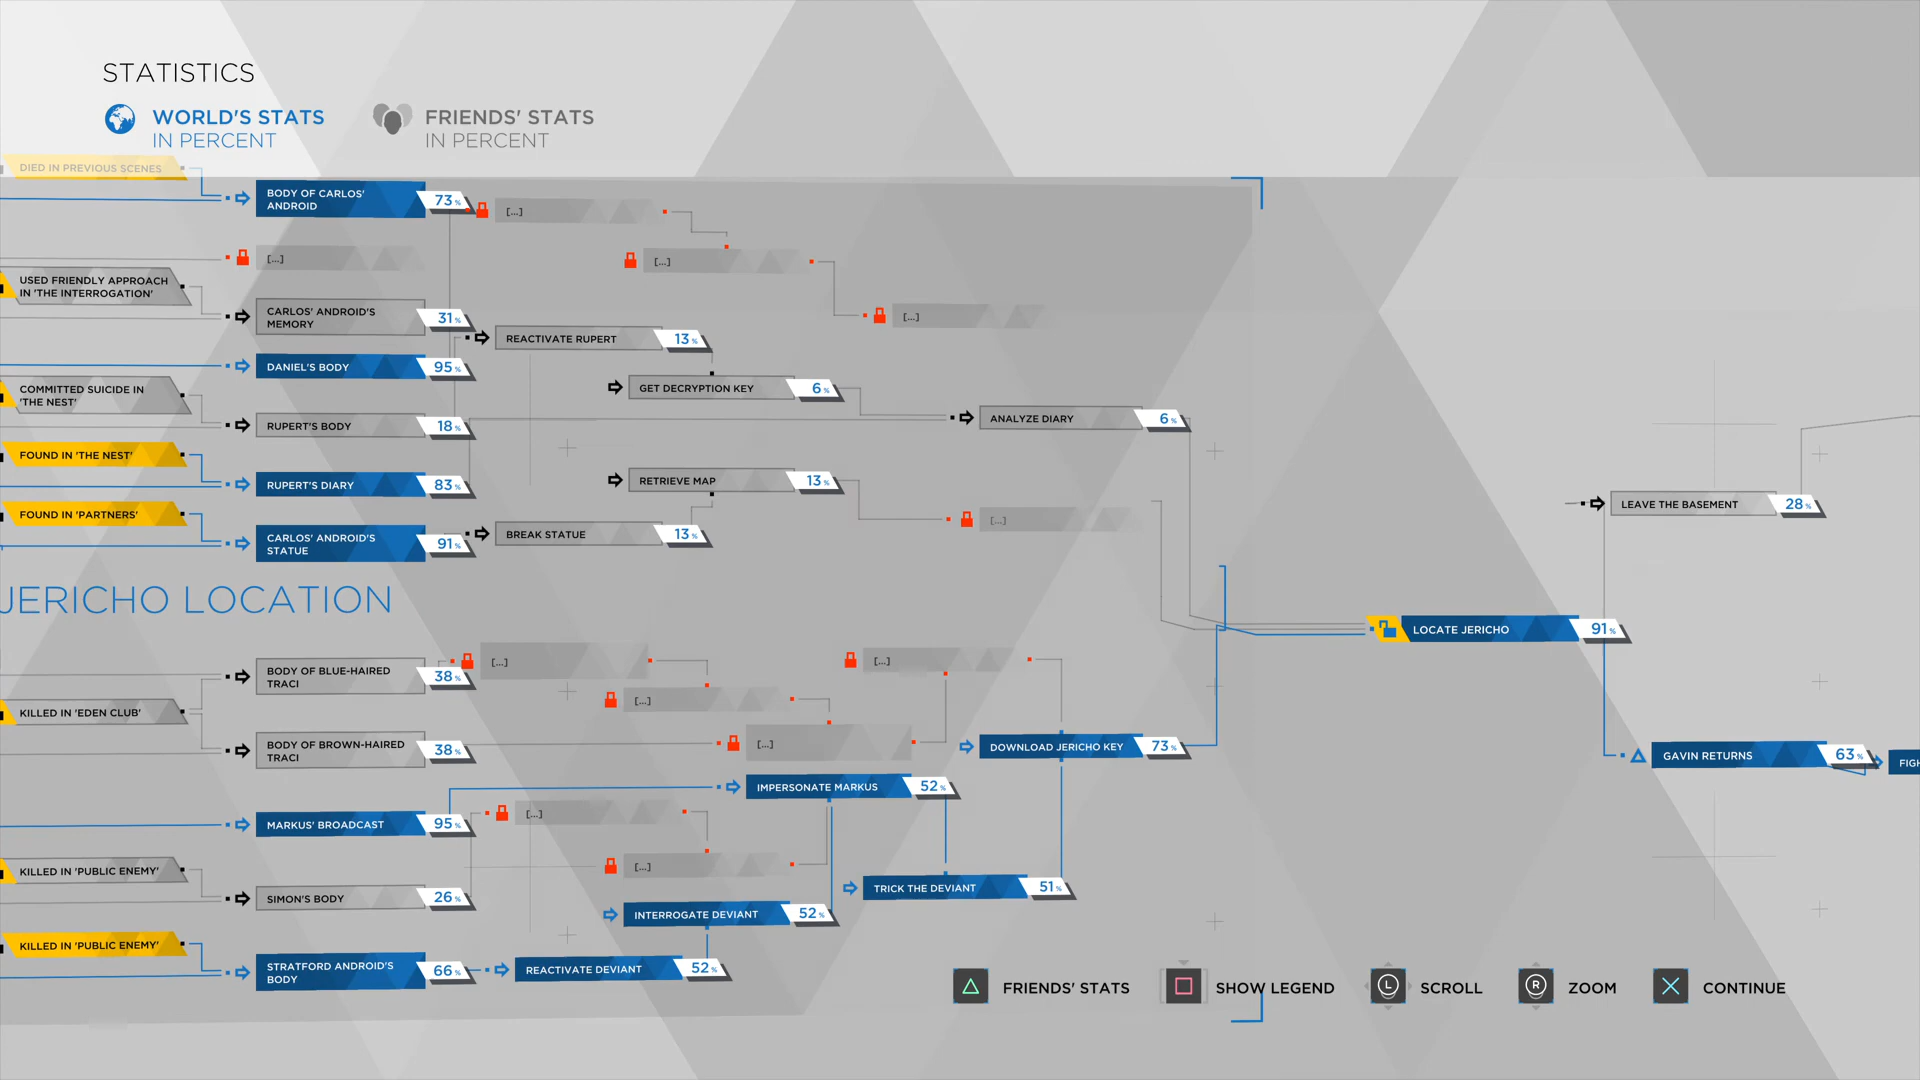 STATISTICS
WORLD'S STATS
IN PERCENT
FRIENDS' STATS
IN PERCENT
DIED IN PREVIOUS SCENES
BODY OF CARLOS'
ANDROID
73%
[...]
[...]
[...]
USED FRIENDLY APPROACH
IN 'THE INTERROGATION'
CARLOS' ANDROID'S
MEMORY
31%
[...]
REACTIVATE RUPERT
13%
DANIEL'S BODY
95%
COMMITTED SUICIDE IN
'THE NEST'
GET DECRYPTION KEY
6%
RUPERT'S BODY
18%
ANALYZE DIARY
6%
FOUND IN 'THE NEST'
RUPERT'S DIARY
83%
RETRIEVE MAP
13%
LEAVE THE BASEMENT
28%
FOUND IN 'PARTNERS'
CARLOS' ANDROID'S
STATUE
91%
BREAK STATUE
13%
[...]
JERICHO LOCATION
LOCATE JERICHO
91%
BODY OF BLUE-HAIRED
TRACI
38%
[...]
[...]
[...]
KILLED IN 'EDEN CLUB'
BODY OF BROWN-HAIRED
TRACI
38%
[...]
DOWNLOAD JERICHO KEY
73%
GAVIN RETURNS
63%
FIGH
IMPERSONATE MARKUS
52%
MARKUS' BROADCAST
95%
[...]
KILLED IN 'PUBLIC ENEMY'
[...]
TRICK THE DEVIANT
51%
SIMON'S BODY
26%
INTERROGATE DEVIANT
52%
KILLED IN 'PUBLIC ENEMY'
STRATFORD ANDROID'S
BODY
66%
REACTIVATE DEVIANT
52%
FRIENDS' STATS
SHOW LEGEND
L
SCROLL
R
ZOOM
CONTINUE